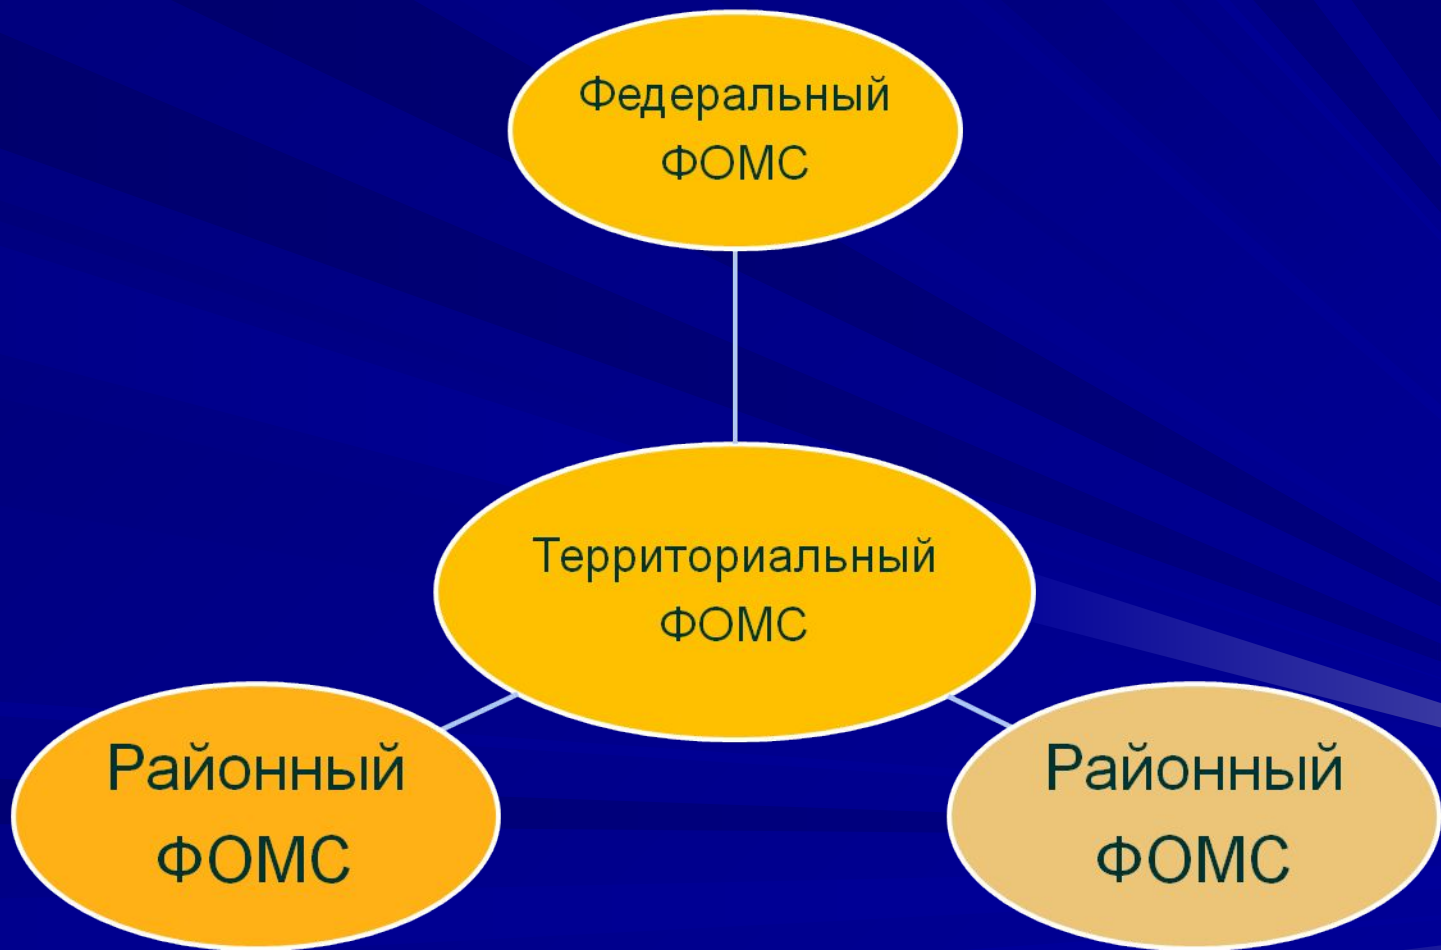 Федеральный
ФОМС
Территориальный
ФОМС
Районный
ФОМС
Районный
ФОМС